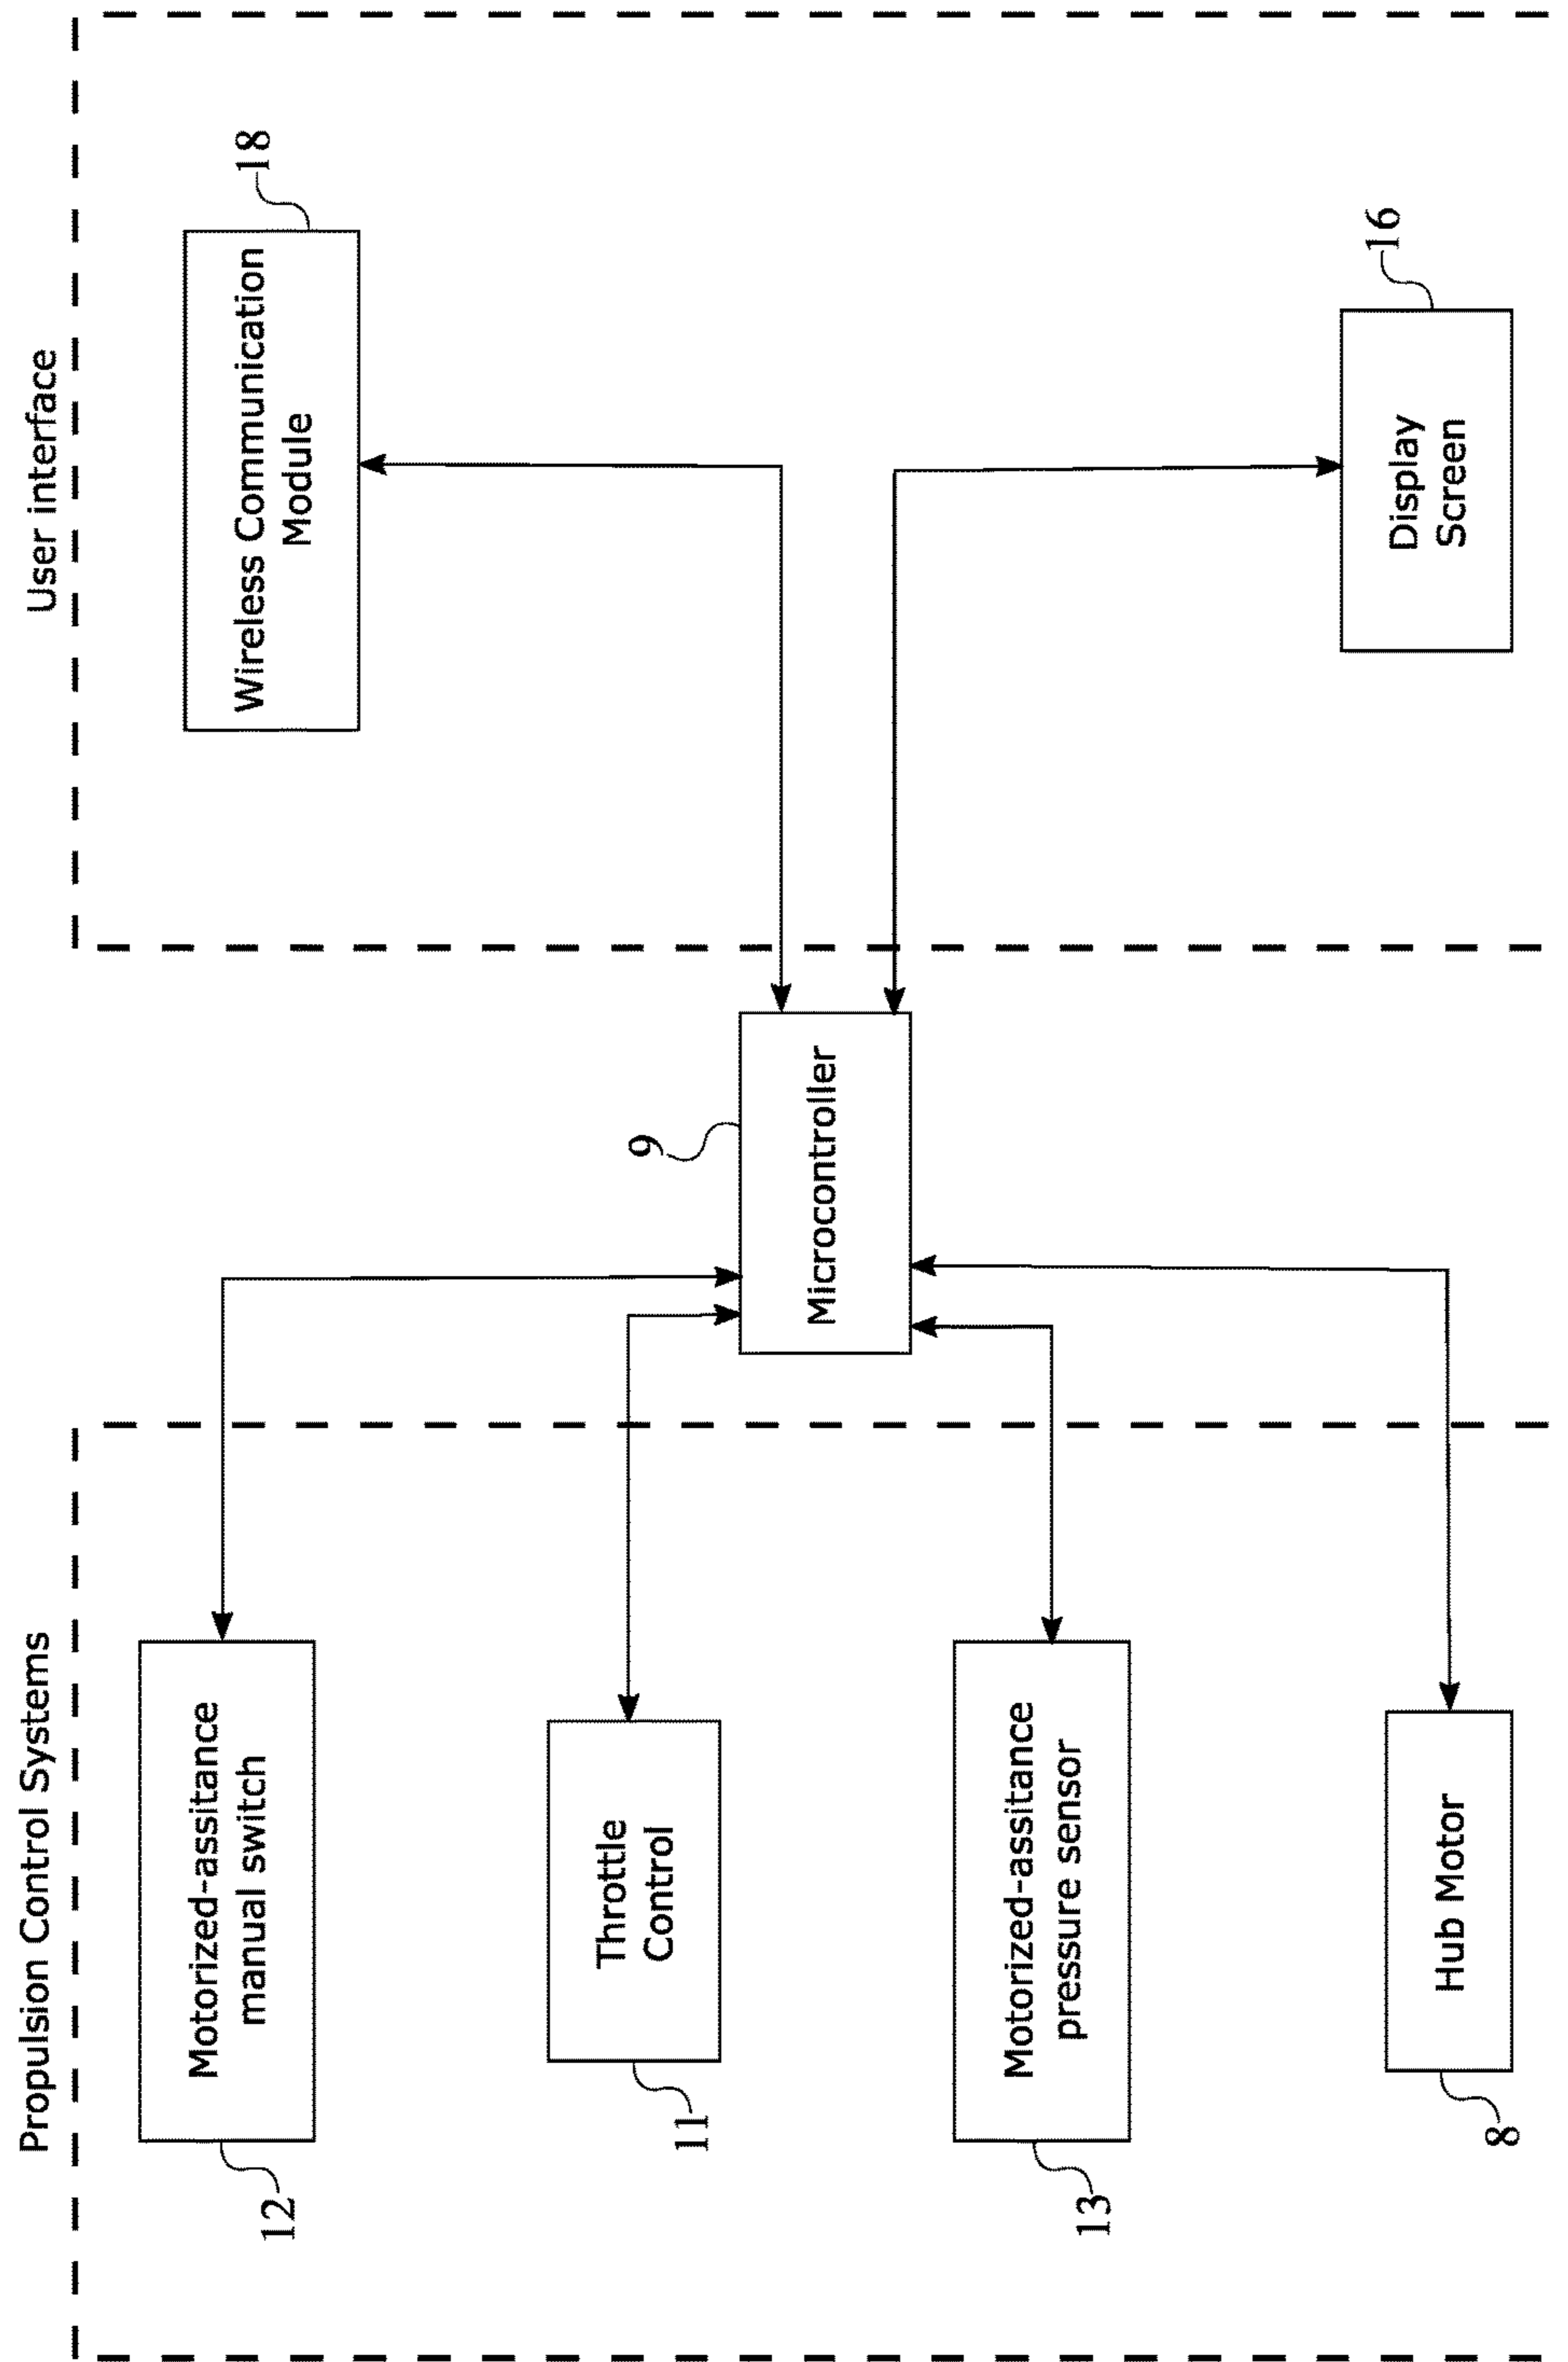 Propulsion Control Systems
User interface
12
Motorized-assitance
manual switch
11
Throttle
Control
13
Motorized-assitance
pressure sensor
8
Hub Motor
9
Microcontroller
Wireless Communication
Module
18
Display
Screen
16